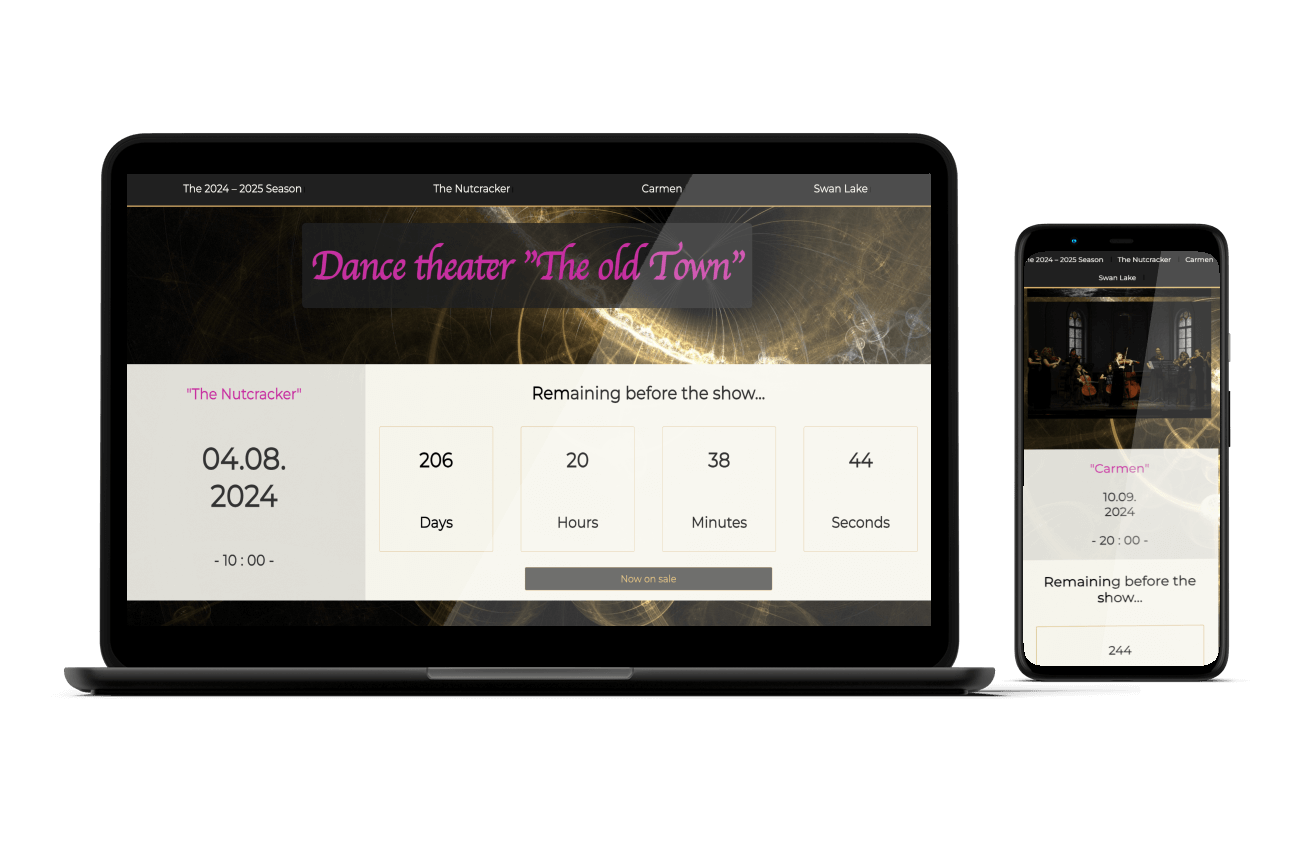 The 2024 – 2025 Season
The Nutcracker
Carmen
Swan Lake
Dance theater "The old Town"
"The Nutcracker"
04.08.
2024
- 10 : 00 -
Remaining before the show...
206
Days
20
Hours
38
Minutes
44
Seconds
Now on sale
2024 – 2025 Season
The Nutcracker
Carmen
Swan Lake
"Carmen"
10.09.
2024
- 20 : 00 -
Remaining before the
show...
244